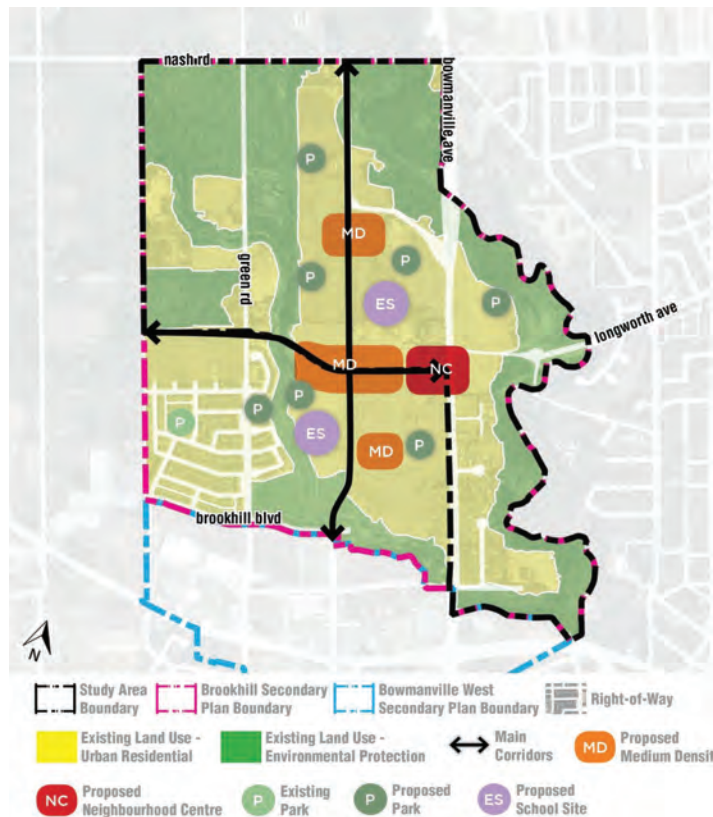 nash rd
bowmanville ave
P
MD
P
green rd
P
ES
P
longworth ave
MD
NC
P
P
P
ES
MD
P
brookhill blvd
N
Study Area
Boundary
Brookhill Secondary
Plan Boundary
Bowmanville West
Secondary Plan Boundary
Right-of-Way
Existing Land Use -
Urban Residential
Existing Land Use -
Environmental Protection
Main
Corridors
MD
Proposed
Medium Densit
NC
Proposed
Neighbourhood Centre
P
Existing
Park
P
Proposed
Park
ES
Proposed
School Site